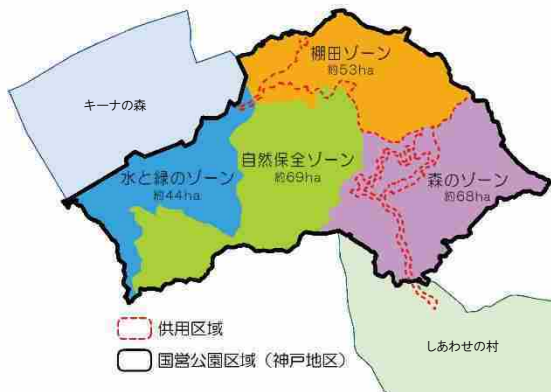 棚田ゾーン
約53ha
キーナの森
自然保全ゾーン
約69ha
水と緑のゾーン
約44ha
森のゾーン
約68ha
供用区域
国営公園区域（神戸地区）
しあわせの村